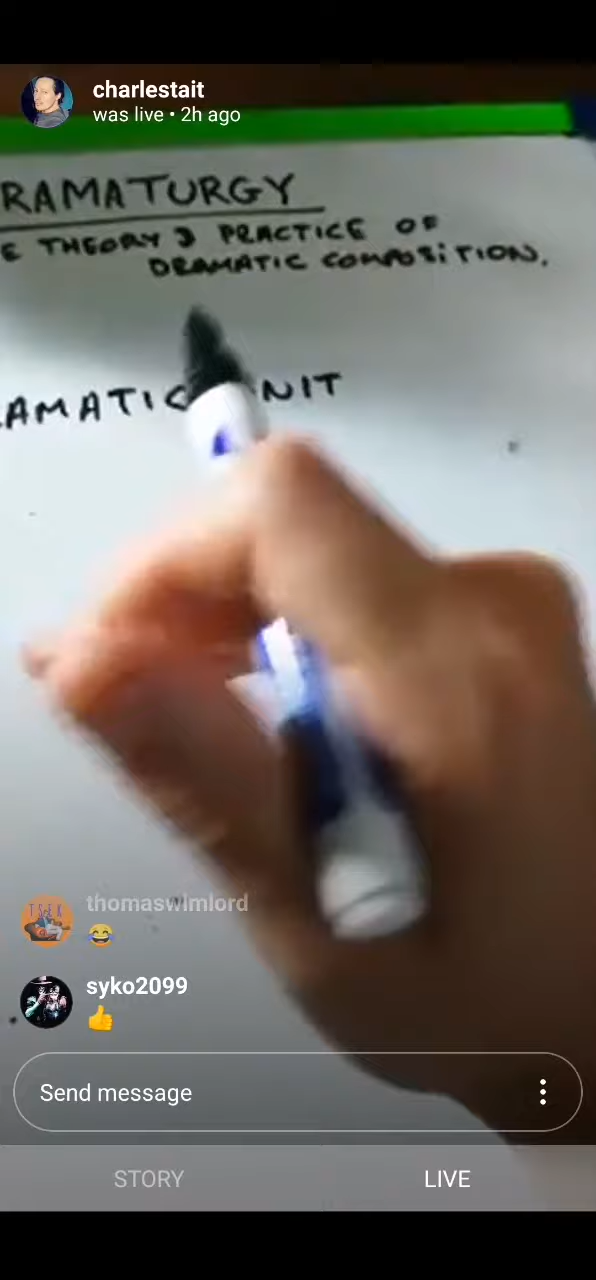 charlestait
was live • 2h ago
RAMATURGY
E THEORY & PRACTICE OF
DRAMATIC COMPOSITION.
AMATIC NIT
thomaswimlord
😂
syko2099
👍
Send message
STORY LIVE